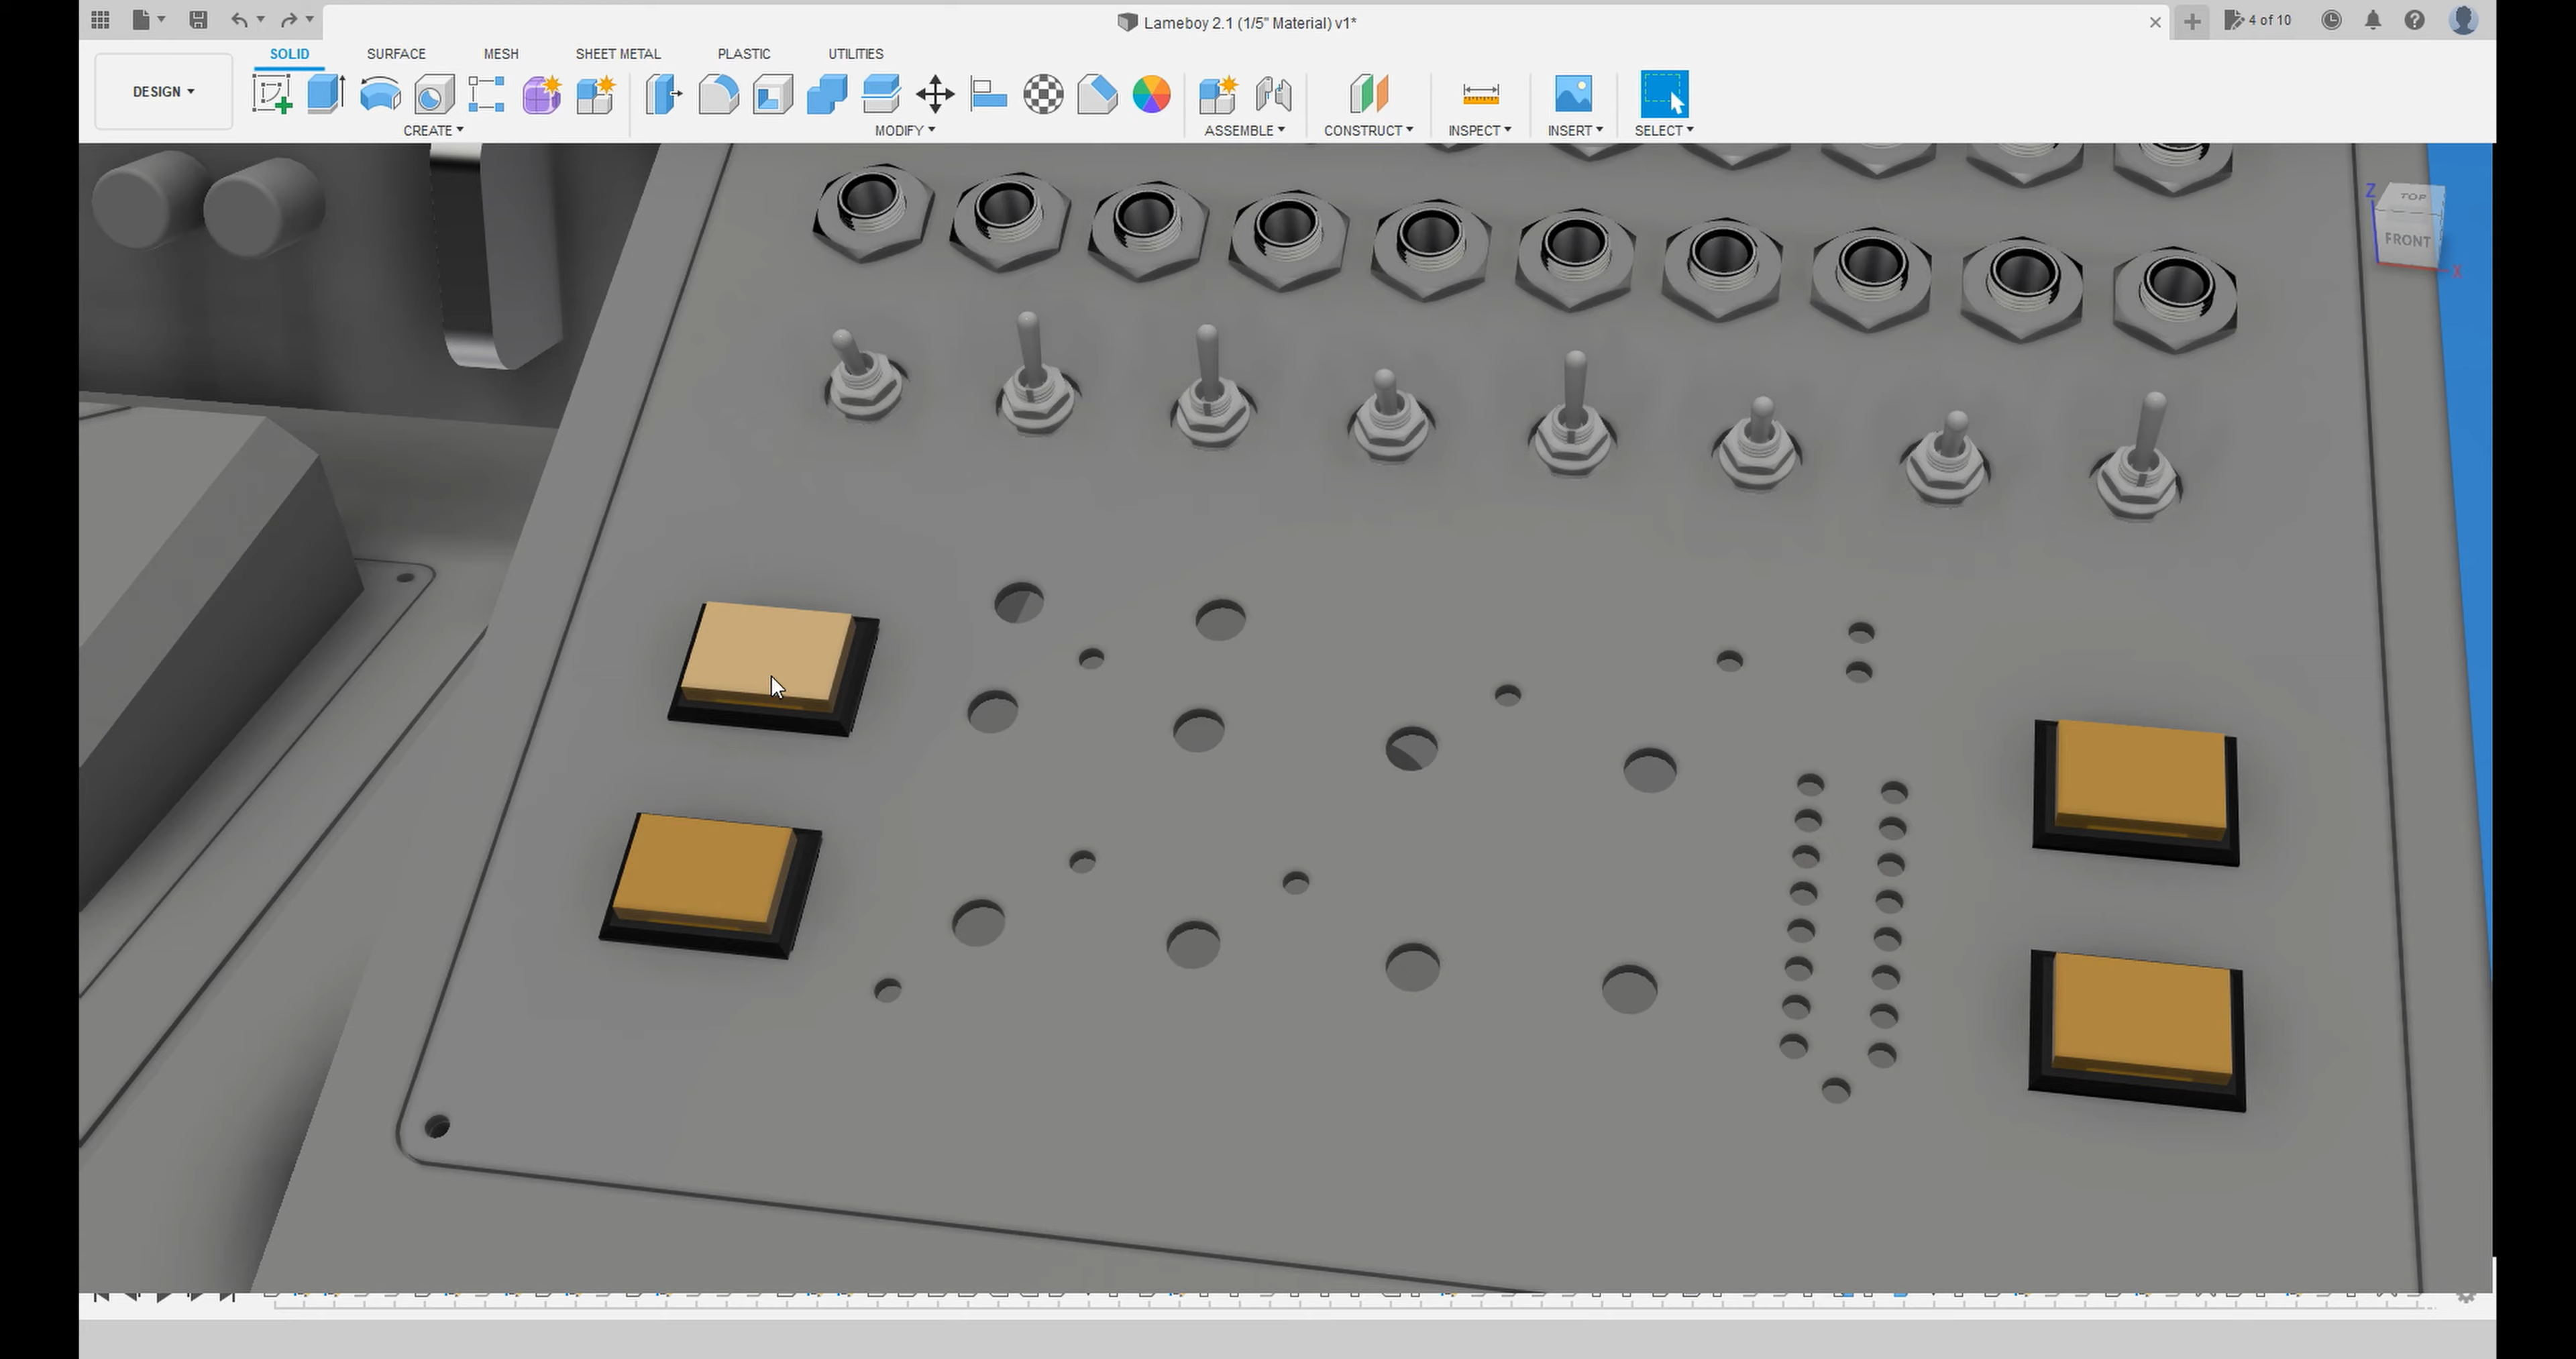 Lameboy 2.1 (1/5" Material) v1*
4 of 10
SOLID SURFACE MESH SHEET METAL PLASTIC UTILITIES
DESIGN
CREATE MODIFY ASSEMBLE CONSTRUCT INSPECT INSERT SELECT
TOP
Z
FRONT
X